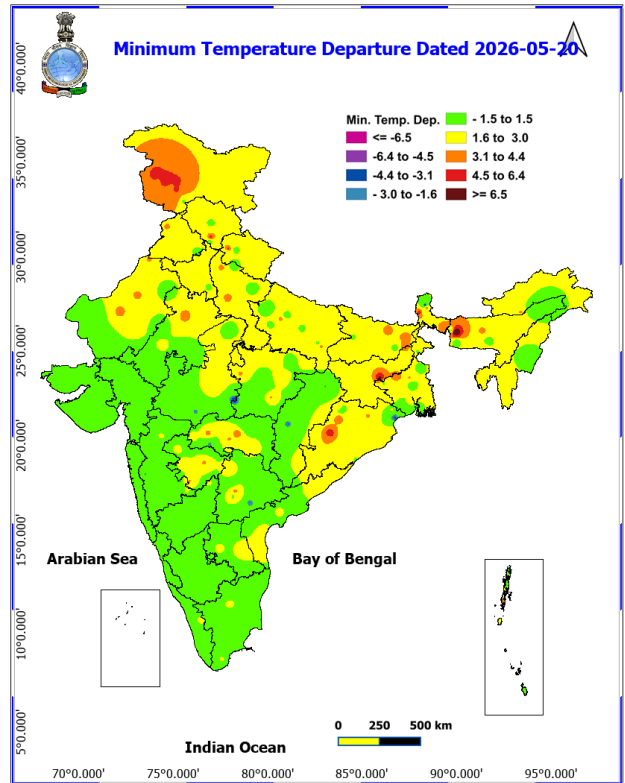 Minimum Temperature Departure Dated 2026-05-20
Min. Temp. Dep.
<= -6.5
-6.4 to -4.5
-4.4 to -3.1
- 3.0 to -1.6
- 1.5 to 1.5
1.6 to 3.0
3.1 to 4.4
4.5 to 6.4
>= 6.5
40°0.000'
35°0.000'
30°0.000'
25°0.000'
20°0.000'
15°0.000'
10°0.000'
5°0.000'
Arabian Sea
Bay of Bengal
Indian Ocean
0 250 500 km
70°0.000' 75°0.000' 80°0.000' 85°0.000' 90°0.000' 95°0.000'